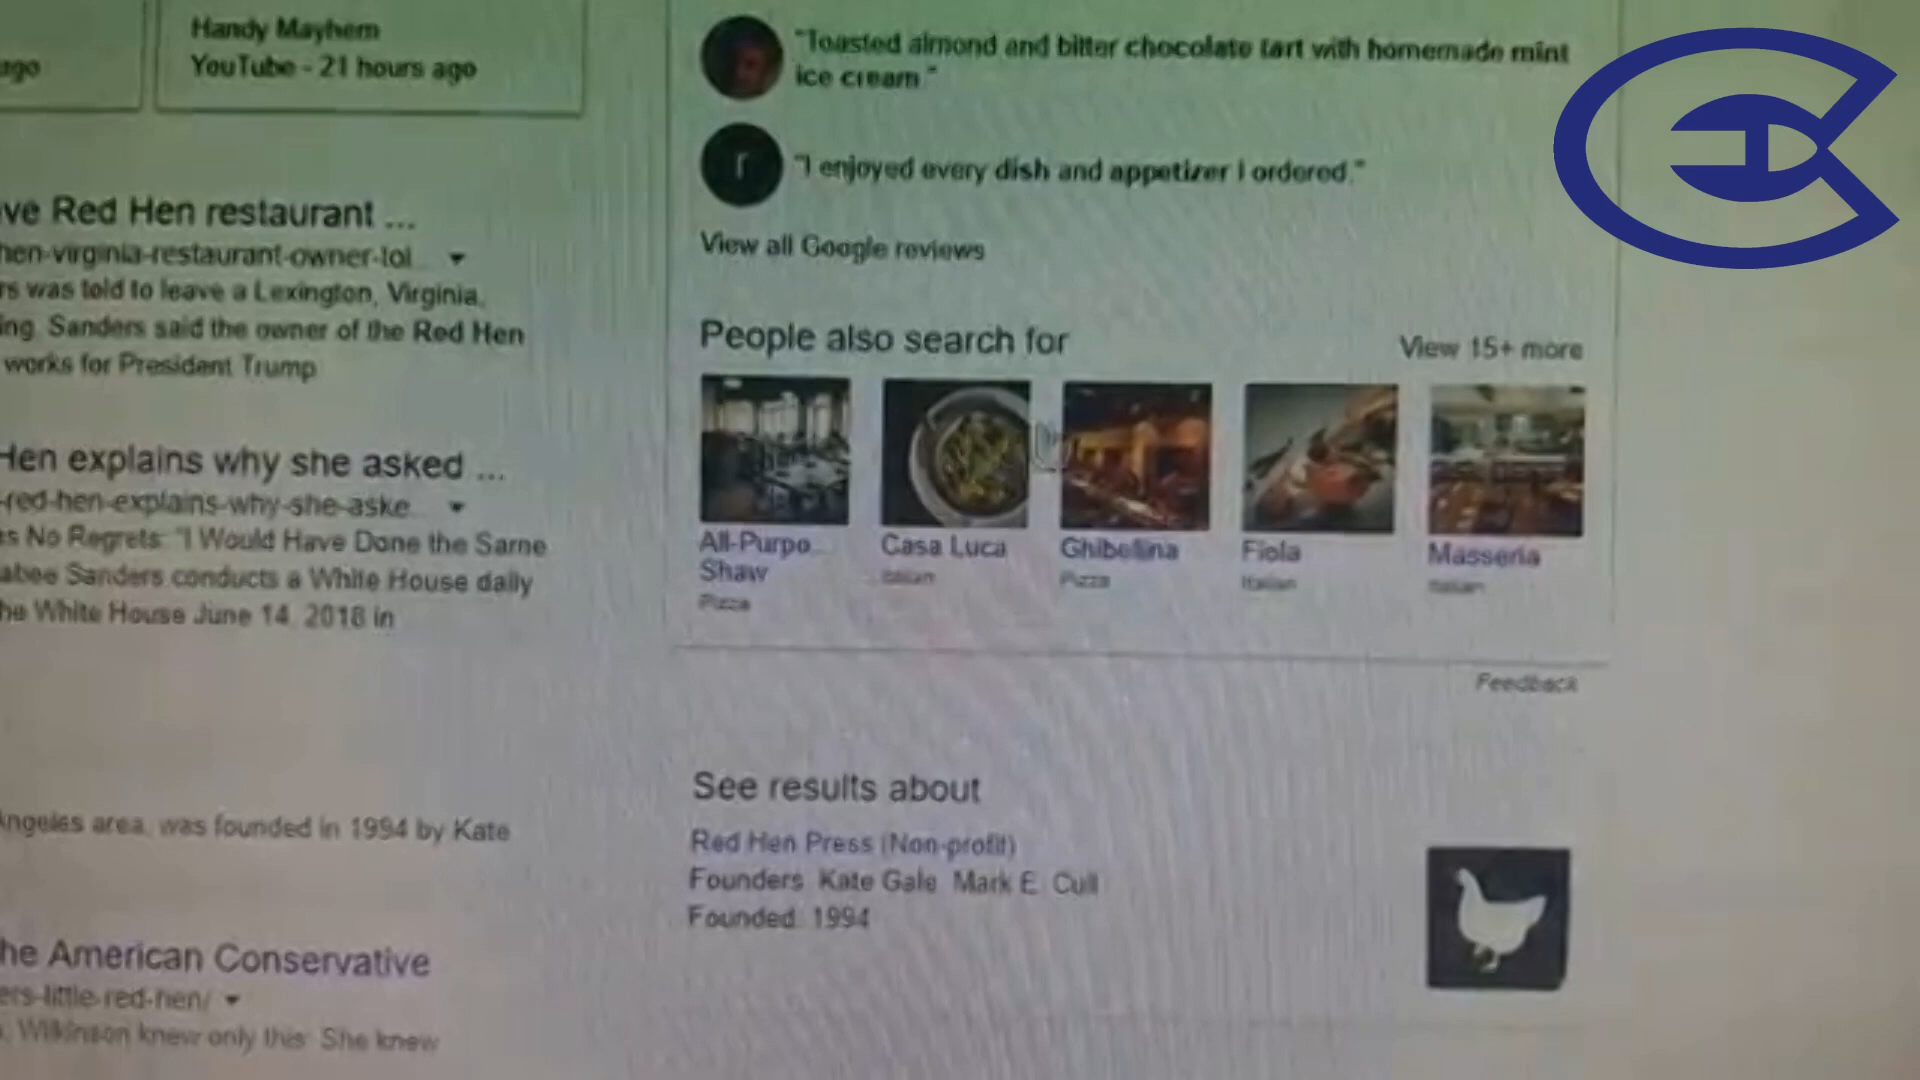 ago
Handy Mayhem
YouTube - 21 hours ago
ve Red Hen restaurant ...
hen-virginia-restaurant-owner-tol...
rs was told to leave a Lexington, Virginia,
ing. Sanders said the owner of the Red Hen
works for President Trump
Hen explains why she asked ...
-red-hen-explains-why-she-aske...
s No Regrets: "I Would Have Done the Same
abee Sanders conducts a White House daily
he White House June 14, 2018 in
Angeles area, was founded in 1994 by Kate
he American Conservative
ers-little-red-hen/
, Wilkinson knew only this: She knew
"Toasted almond and bitter chocolate tart with homemade mint
ice cream."
r
"I enjoyed every dish and appetizer I ordered."
View all Google reviews
People also search for
View 15+ more
All-Purpo...
Shaw
Pizza
Casa Luca
Italian
Ghibellina
Pizza
Fiola
Italian
Masseria
Italian
Feedback
See results about
Red Hen Press (Non-profit)
Founders: Kate Gale, Mark E. Cull
Founded: 1994